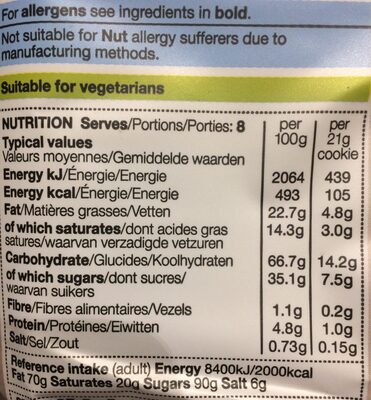 For allergens see ingredients in bold.
Not suitable for Nut allergy sufferers due to
manufacturing methods.
Suitable for vegetarians
NUTRITION Serves/Portions/Porties: 8 per per
Typical values 100g 21g
Valeurs moyennes/Gemiddelde waarden cookie
Energy kJ/Énergie/Energie 2064 439
Energy kcal/Énergie/Energie 493 105
Fat/Matières grasses/Vetten 22.7g 4.8g
of which saturates/dont acides gras 14.3g 3.0g
satures/waarvan verzadigde vetzuren
Carbohydrate/Glucides/Koolhydraten 66.7g 14.2g
of which sugars/dont sucres/ 35.1g 7.5g
waarvan suikers
Fibre/Fibres alimentaires/Vezels 1.1g 0.2g
Protein/Protéines/Eiwitten 4.8g 1.0g
Salt/Sel/Zout 0.73g 0.15g
Reference intake (adult) Energy 8400kJ/2000kcal
Fat 70g Saturates 20g Sugars 90g Salt 6g